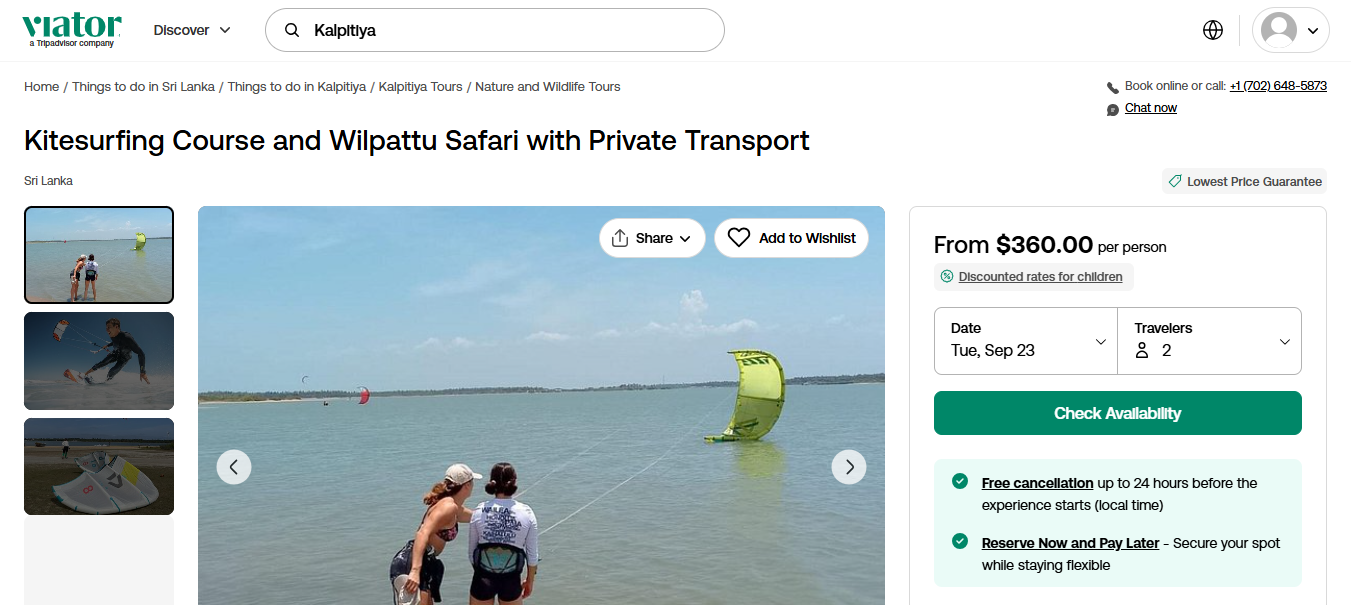 viator
a Tripadvisor company
Discover
Kalpitiya
Home / Things to do in Sri Lanka / Things to do in Kalpitiya / Kalpitiya Tours / Nature and Wildlife Tours
Book online or call: +1 (702) 648-5873
Chat now
Kitesurfing Course and Wilpattu Safari with Private Transport
Sri Lanka
Lowest Price Guarantee
Share
Add to Wishlist
From $360.00 per person
Discounted rates for children
Date
Tue, Sep 23
Travelers
2
Check Availability
Free cancellation up to 24 hours before the
experience starts (local time)
Reserve Now and Pay Later - Secure your spot
while staying flexible